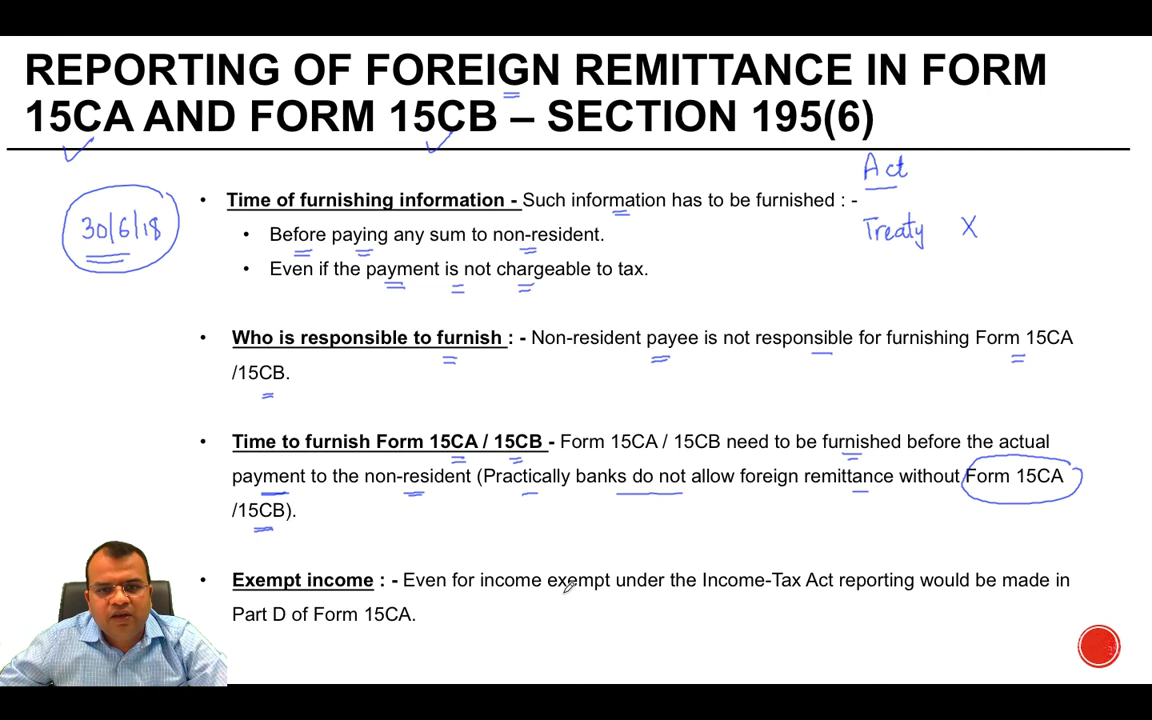 REPORTING OF FOREIGN REMITTANCE IN FORM
15CA AND FORM 15CB – SECTION 195(6)
Act
• Time of furnishing information - Such information has to be furnished : -
30/6/18
Treaty X
• Before paying any sum to non-resident.
• Even if the payment is not chargeable to tax.
• Who is responsible to furnish : - Non-resident payee is not responsible for furnishing Form 15CA
/15CB.
• Time to furnish Form 15CA / 15CB - Form 15CA / 15CB need to be furnished before the actual
payment to the non-resident (Practically banks do not allow foreign remittance without Form 15CA
/15CB).
• Exempt income : - Even for income exempt under the Income-Tax Act reporting would be made in
Part D of Form 15CA.